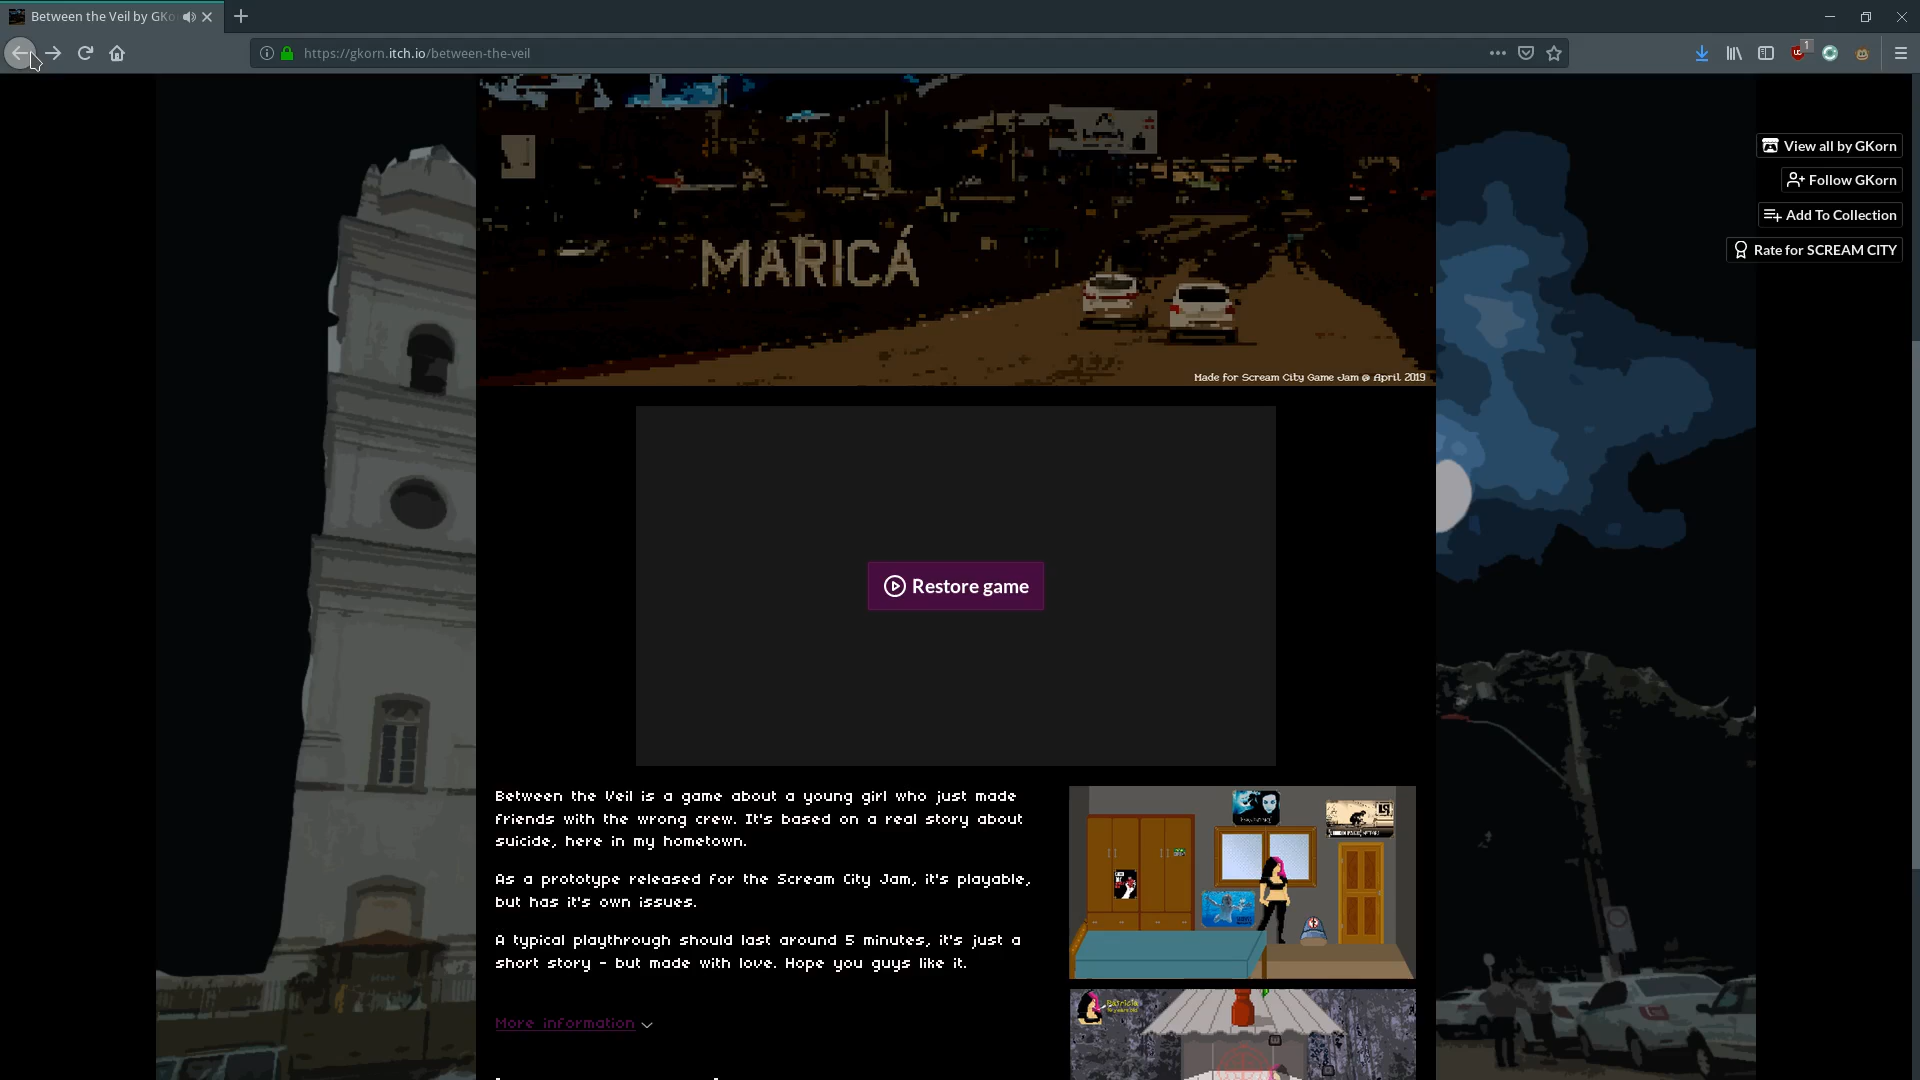 Between the Veil by GKo
https://gkorn.itch.io/between-the-veil
1
View all by GKorn
Follow GKorn
Add To Collection
Rate for SCREAM CITY
MARICÁ
Made for Scream City Game Jam @ April 2019
Restore game
Between the Veil is a game about a young girl who just made
friends with the wrong crew. It's based on a real story about
suicide, here in my hometown.
As a prototype released for the Scream City Jam, it's playable,
but has it's own issues.
A typical playthrough should last around 5 minutes, it's just a
short story - but made with love. Hope you guys like it.
More information
Patricia